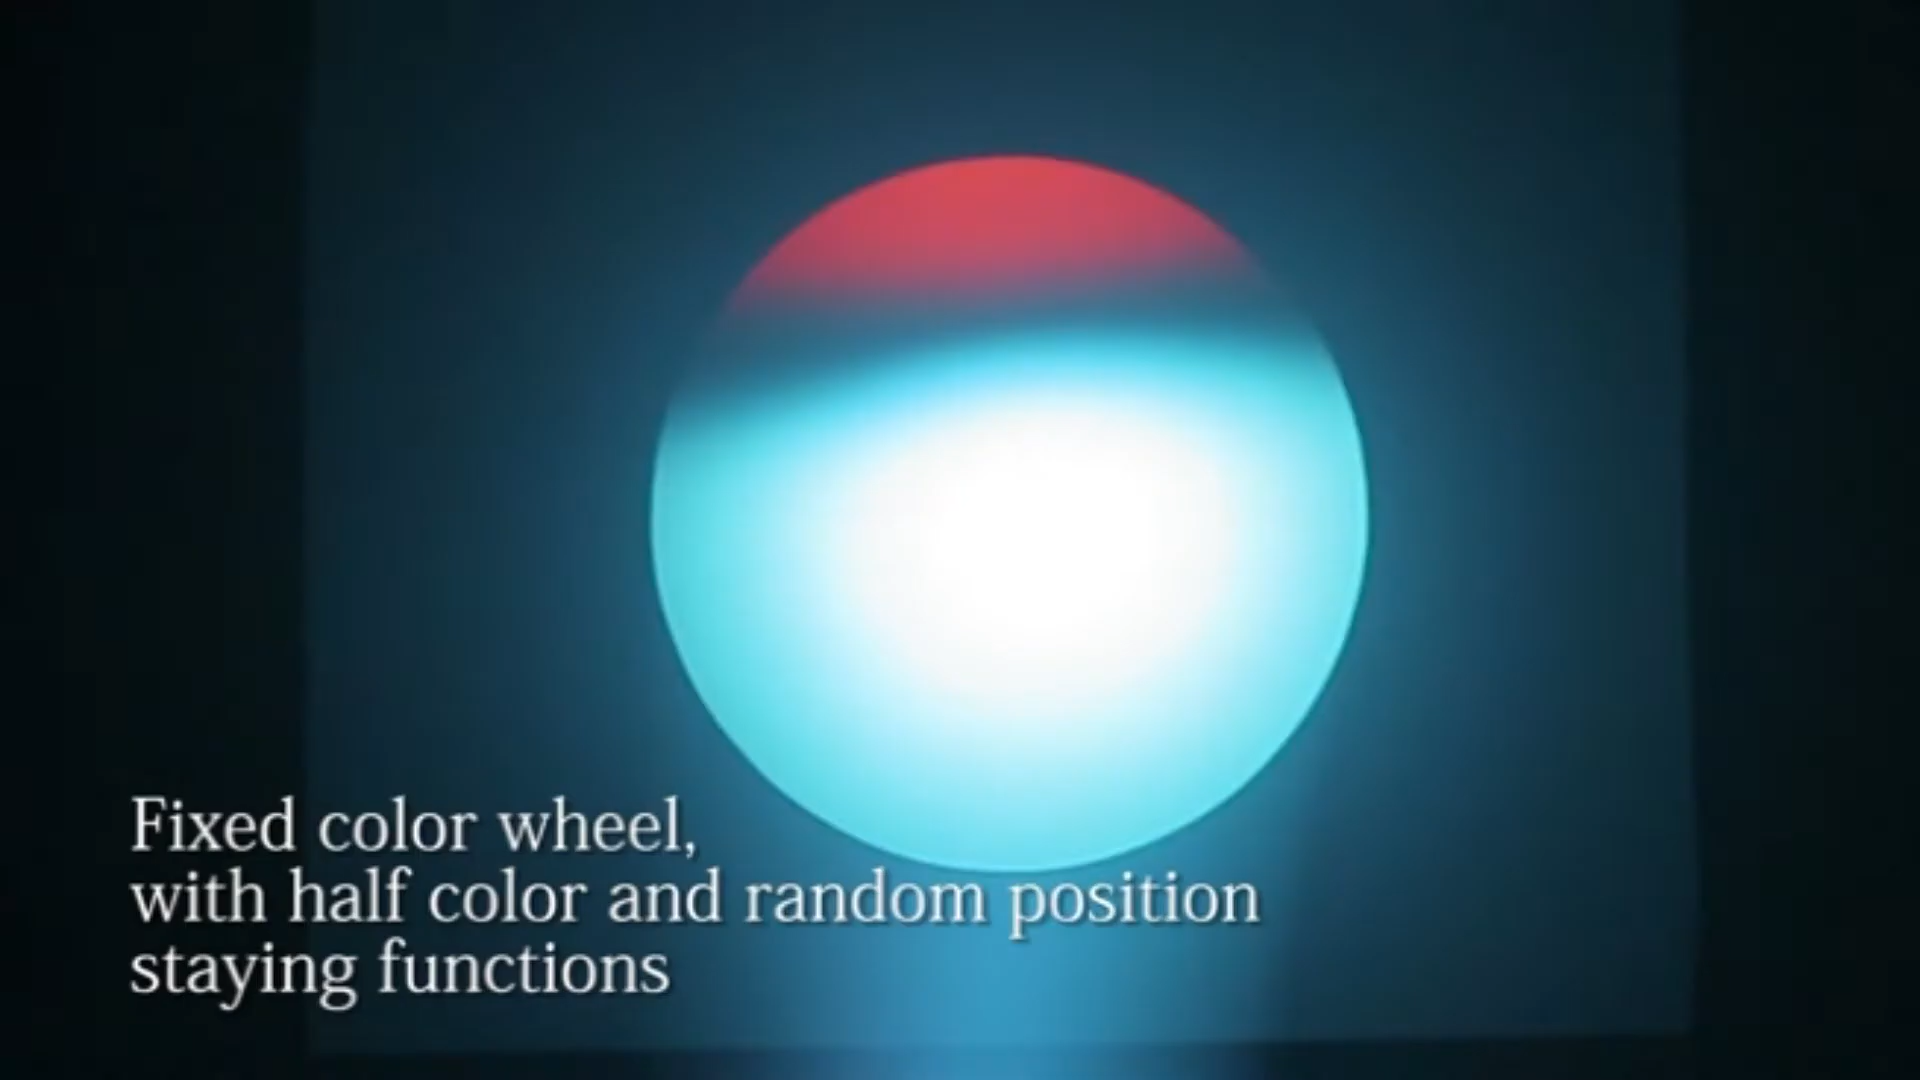 Fixed color wheel,
with half color and random position
staying functions